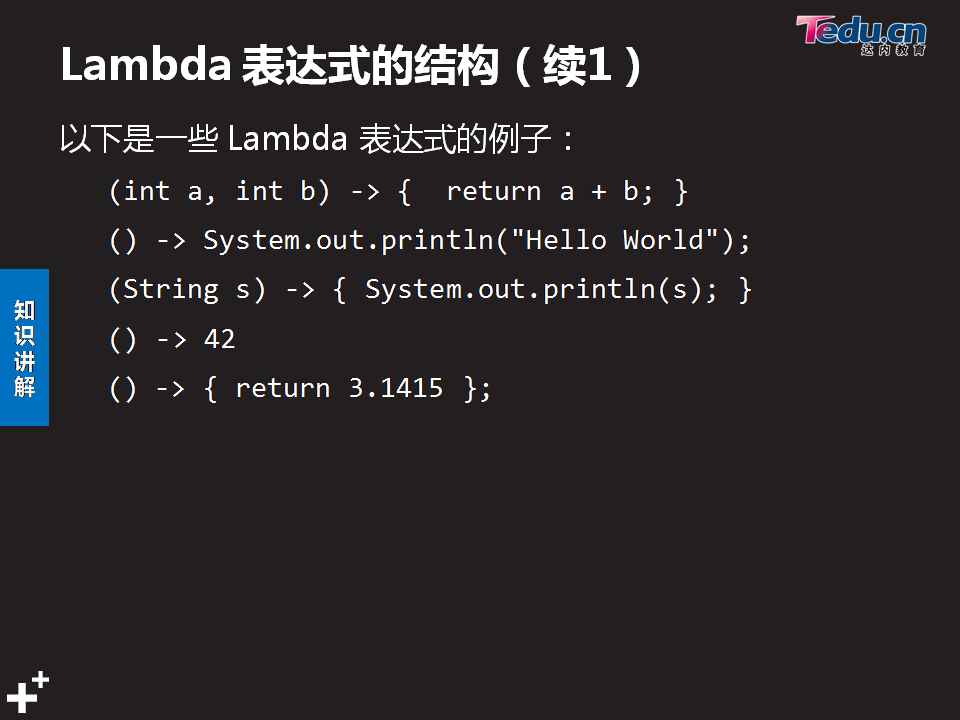 Tedu.cn
达内教育
Lambda 表达式的结构（续1）
以下是一些 Lambda 表达式的例子：
(int a, int b) -> {  return a + b; }
() -> System.out.println("Hello World");
(String s) -> { System.out.println(s); }
() -> 42
() -> { return 3.1415 };
知
识
讲
解